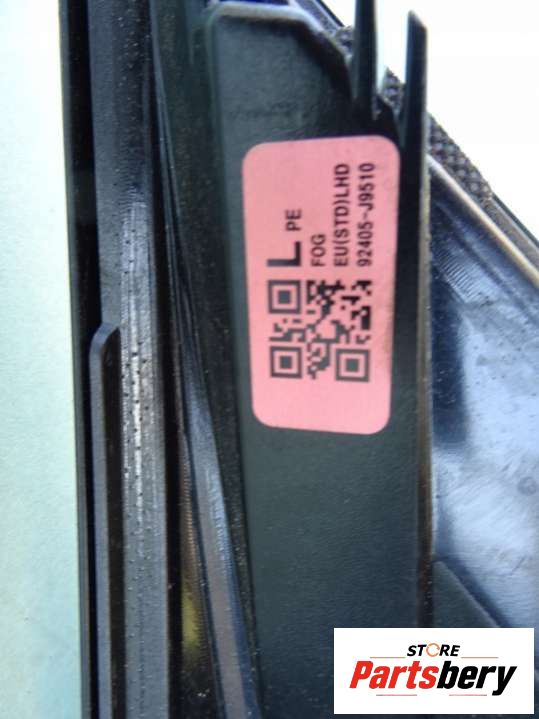 L PE
FOG
EU(STD)LHD
92405-J9510
STORE
Partsbery